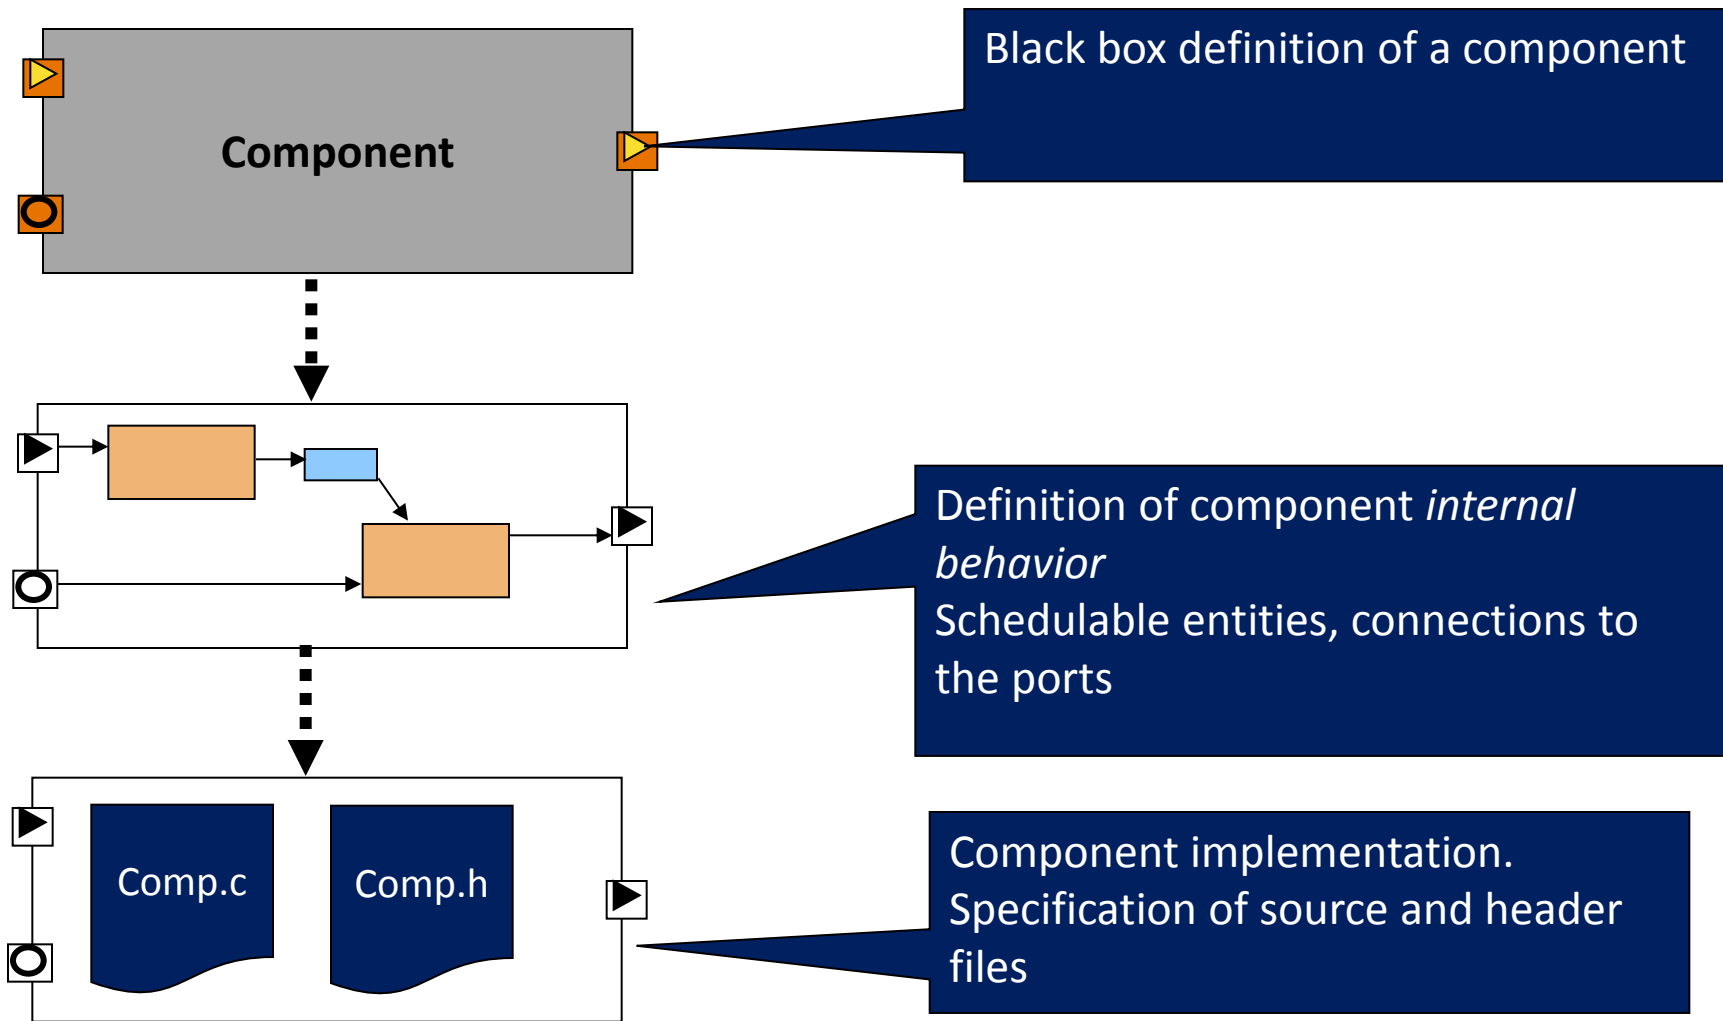 Black box definition of a component
Component
Definition of component internal
behavior
Schedulable entities, connections to
the ports
Comp.c
Comp.h
Component implementation.
Specification of source and header
files